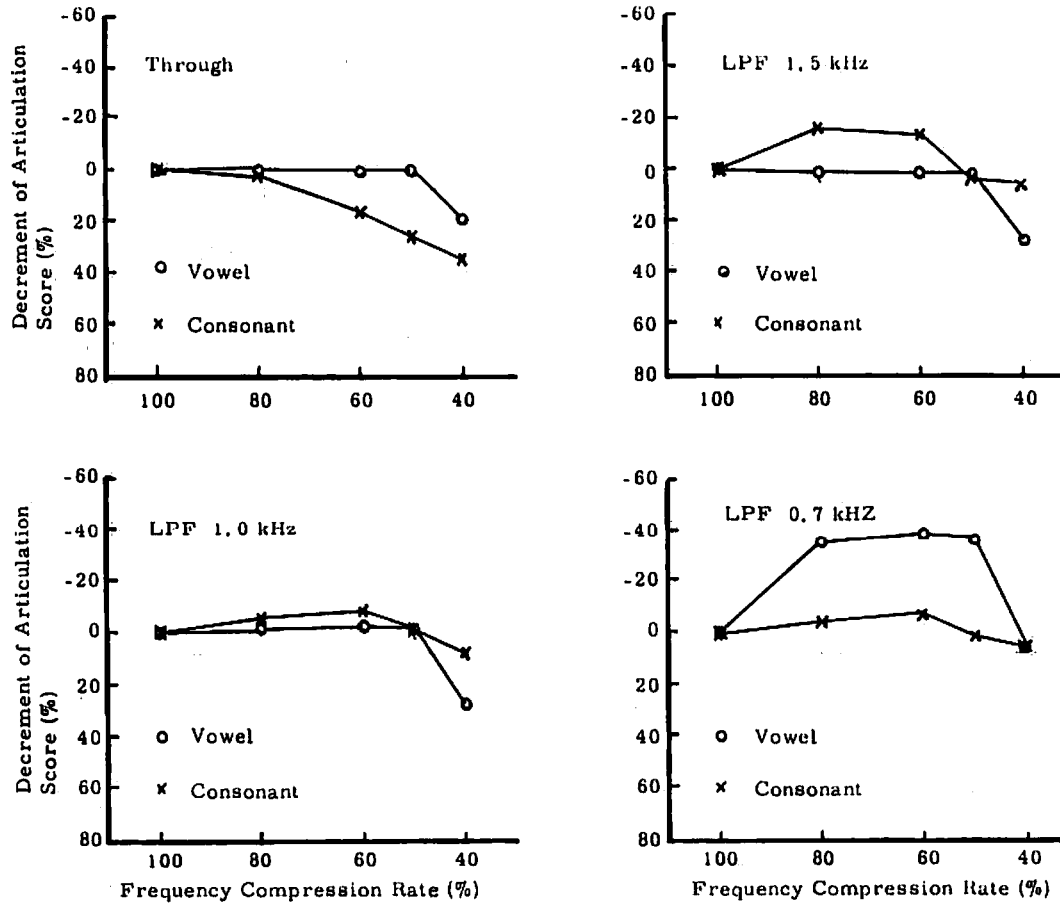 Decrement of Articulation
Score (%)
-60
-40
-20
0
20
40
60
80
Through
Vowel
Consonant
100 80 60 40
-60
-40
-20
0
20
40
60
80
LPF 1.5 kHz
Vowel
Consonant
100 80 60 40
Decrement of Articulation
Score (%)
-60
-40
-20
0
20
40
60
80
LPF 1.0 kHz
Vowel
Consonant
100 80 60 40
Frequency Compression Rate (%)
-60
-40
-20
0
20
40
60
80
LPF 0.7 kHZ
Vowel
Consonant
100 80 60 40
Frequency Compression Rate (%)